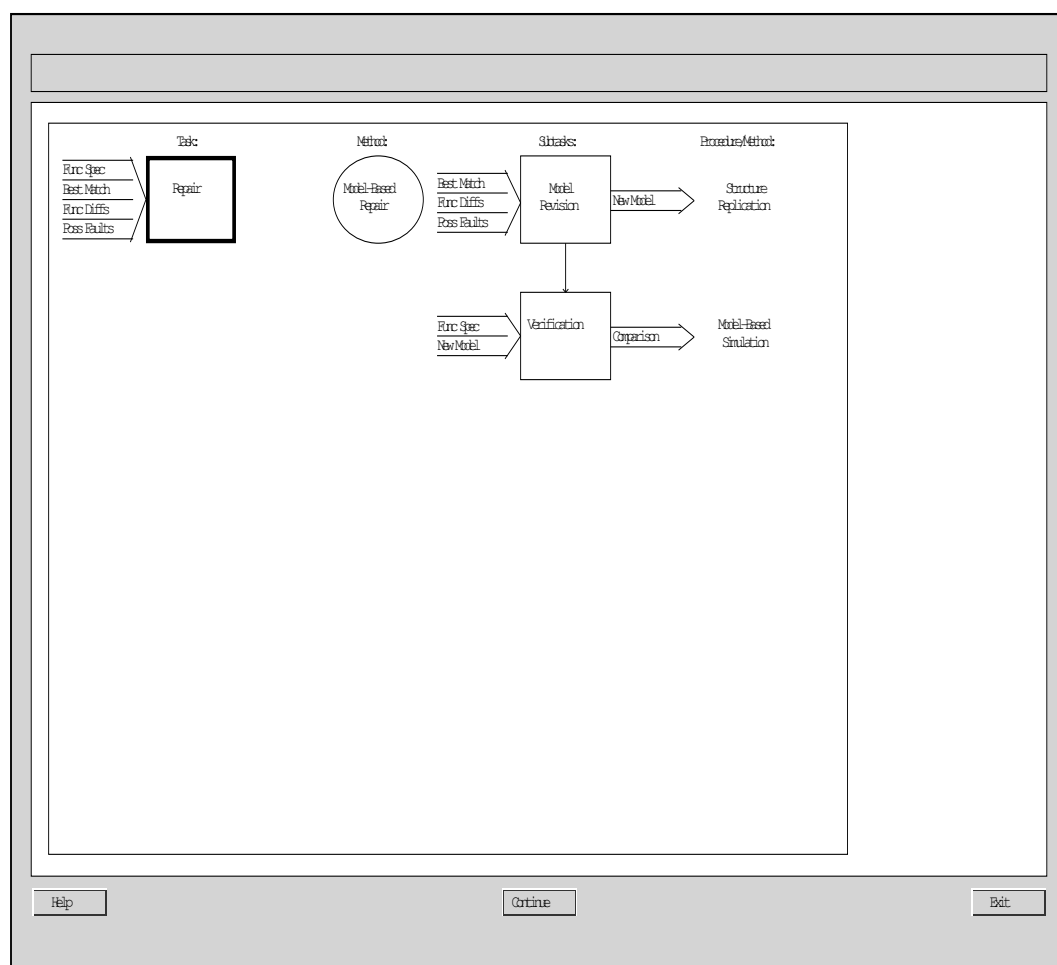 Task:
Method:
Subtasks:
Procedure/Method:
Func Spec
Best Match
Func Diffs
Poss Faults
Repair
Model-Based
Repair
Best Match
Func Diffs
Poss Faults
Model
Revision
New Model
Structure
Replication
Func Spec
New Model
Verification
Comparison
Model-Based
Simulation
Help
Continue
Exit